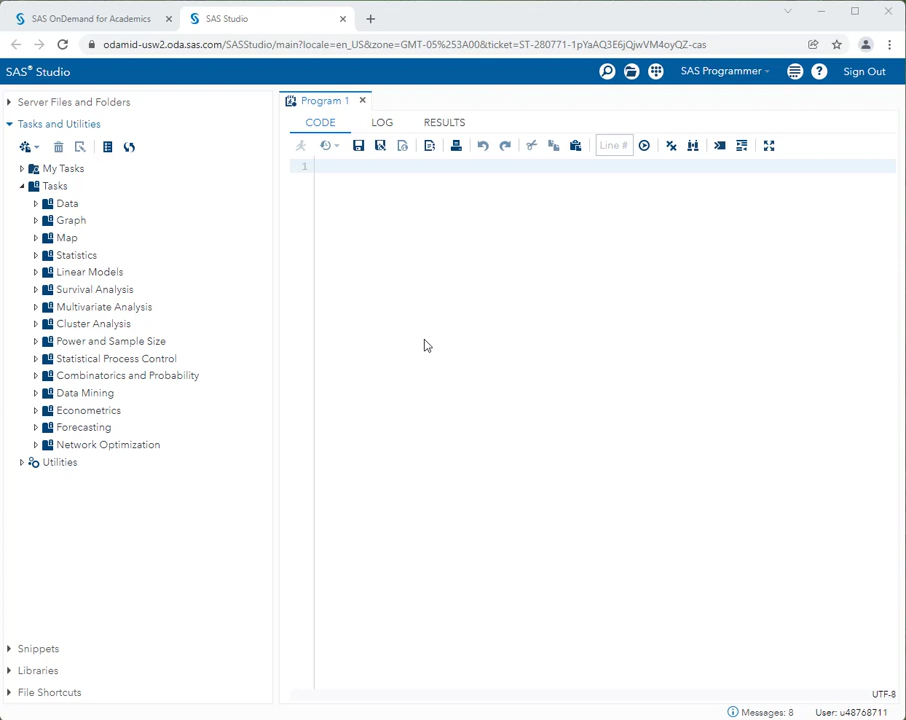 SAS OnDemand for Academics
SAS Studio
odamid-usw2.oda.sas.com/SASStudio/main?locale=en_US&zone=GMT-05%253A00&ticket=ST-280771-1pYaAQ3E6jQjwVM4oyQZ-cas
SAS® Studio
SAS Programmer
Sign Out
Server Files and Folders
Tasks and Utilities
My Tasks
Tasks
Data
Graph
Map
Statistics
Linear Models
Survival Analysis
Multivariate Analysis
Cluster Analysis
Power and Sample Size
Statistical Process Control
Combinatorics and Probability
Data Mining
Econometrics
Forecasting
Network Optimization
Utilities
Snippets
Libraries
File Shortcuts
Program 1
CODE LOG RESULTS
Line #
1
UTF-8
Messages: 8 User: u48768711